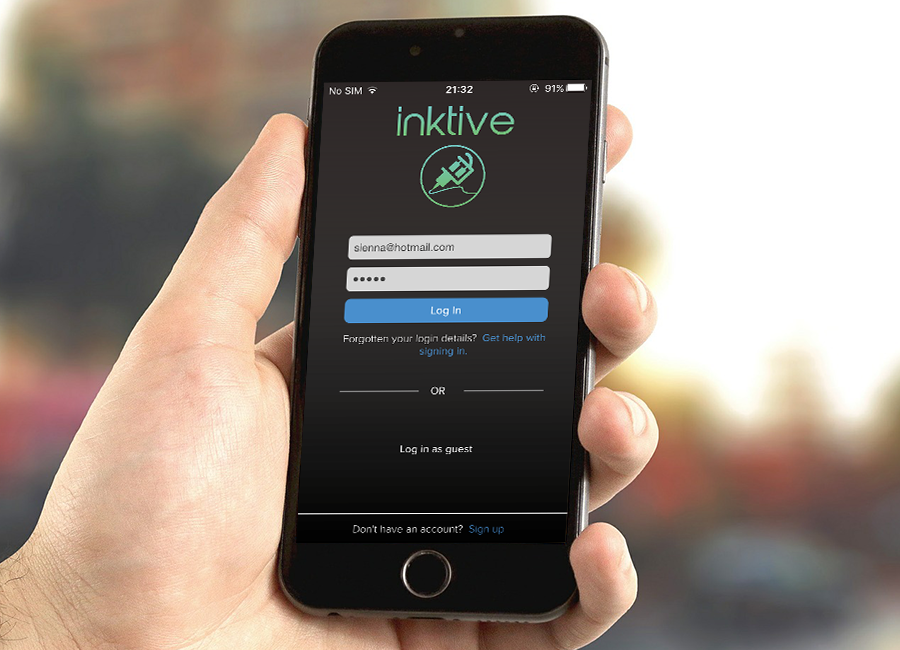 No SIM 21:32 91%
inktive
sienna@hotmail.com
•••••
Log In
Forgotten your login details? Get help with
signing in.
OR
Log in as guest
Don't have an account? Sign up